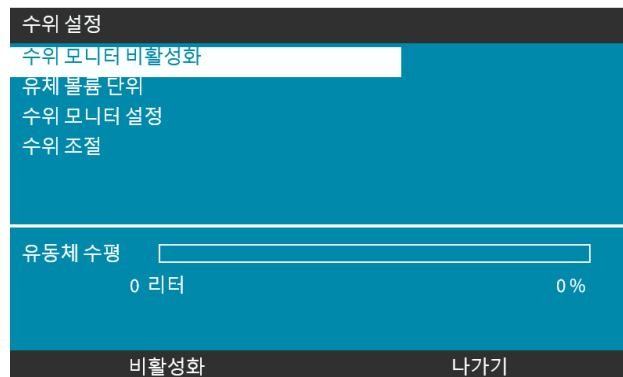 수위 설정
수위 모니터 비활성화
유체 볼륨 단위
수위 모니터 설정
수위 조절
유동체 수평
0 리터 0 %
비활성화 나가기